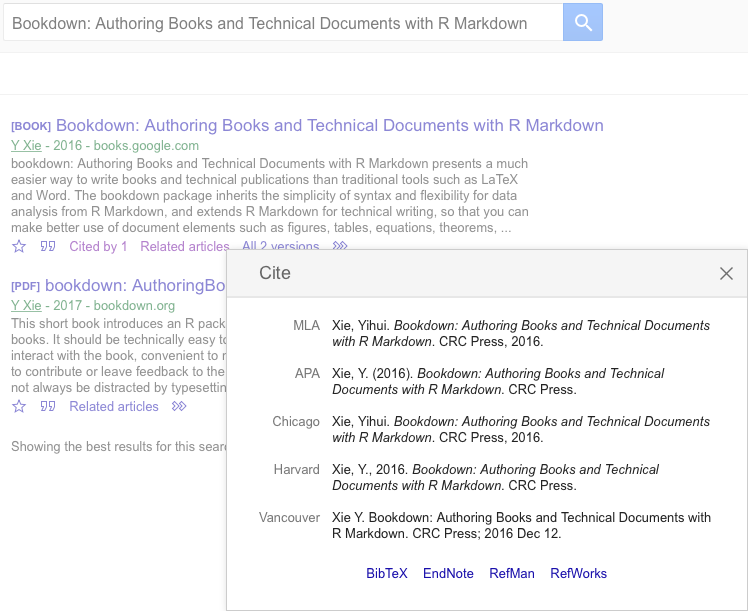 Bookdown: Authoring Books and Technical Documents with R Markdown
[BOOK] Bookdown: Authoring Books and Technical Documents with R Markdown
Y Xie - 2016 - books.google.com
bookdown: Authoring Books and Technical Documents with R Markdown presents a much
easier way to write books and technical publications than traditional tools such as LaTeX
and Word. The bookdown package inherits the simplicity of syntax and flexibility for data
analysis from R Markdown, and extends R Markdown for technical writing, so that you can
make better use of document elements such as figures, tables, equations, theorems, ...
Cited by 1 Related articles All 2 versions
[PDF] bookdown: AuthoringBo
Y Xie - 2017 - bookdown.org
This short book introduces an R pack
books. It should be technically easy to
interact with the book, convenient to
to contribute or leave feedback to the
not always be distracted by typesettin
Related articles
Showing the best results for this sear
Cite
MLA Xie, Yihui. Bookdown: Authoring Books and Technical Documents
with R Markdown. CRC Press, 2016.
APA Xie, Y. (2016). Bookdown: Authoring Books and Technical
Documents with R Markdown. CRC Press.
Chicago Xie, Yihui. Bookdown: Authoring Books and Technical Documents
with R Markdown. CRC Press, 2016.
Harvard Xie, Y., 2016. Bookdown: Authoring Books and Technical
Documents with R Markdown. CRC Press.
Vancouver Xie Y. Bookdown: Authoring Books and Technical Documents with
R Markdown. CRC Press; 2016 Dec 12.
BibTeX EndNote RefMan RefWorks